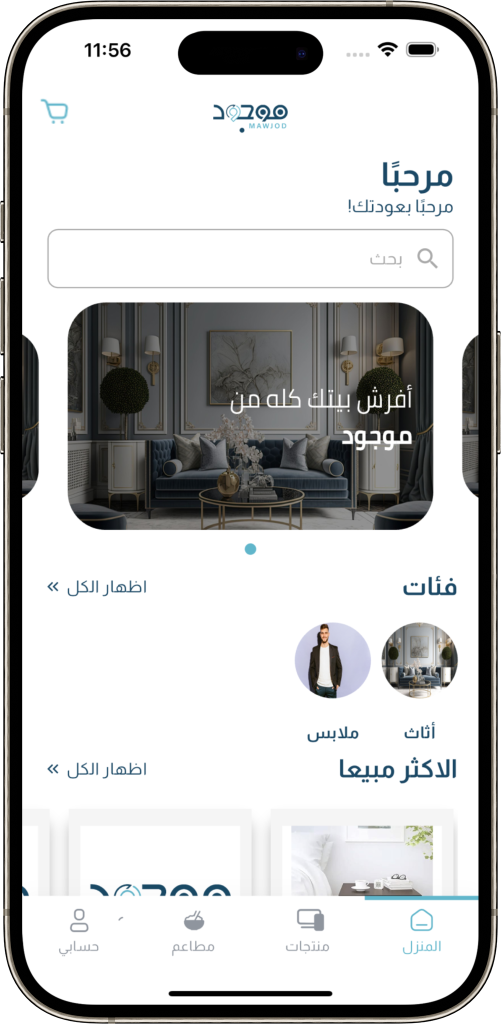 11:56
موجود
MAWJOD
مرحبًا
مرحبًا بعودتك!
بحث
أفرش بيتك كله من
موجود
فئات
اظهار الكل »
أثاث
ملابس
الاكثر مبيعا
اظهار الكل »
موجود
المنزل
منتجات
مطاعم
حسابي